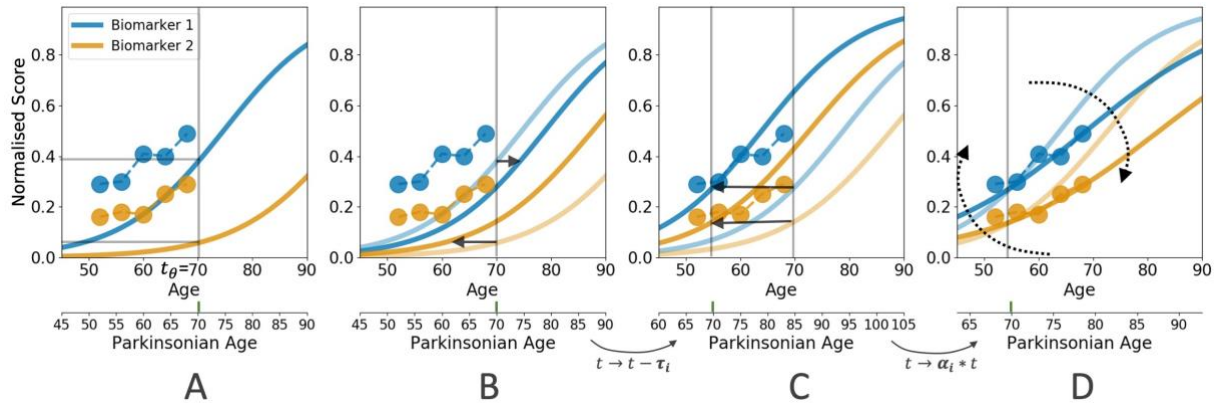 Biomarker 1
Biomarker 2
Normalised Score
0.8
0.6
0.4
0.2
0.0
0.8
0.6
0.4
0.2
0.0
0.8
0.6
0.4
0.2
0.0
0.8
0.6
0.4
0.2
0.0
50 60 t_θ=70 80 90
50 60 70 80 90
50 60 70 80 90
50 60 70 80 90
Age
Age
Age
Age
45 50 55 60 65 70 75 80 85 90
45 50 55 60 65 70 75 80 85 90
60 65 70 75 80 85 90 95 100 105
65 70 75 80 85 90
Parkinsonian Age
Parkinsonian Age
Parkinsonian Age
Parkinsonian Age
t → t − τ_i
t → α_i * t
A
B
C
D